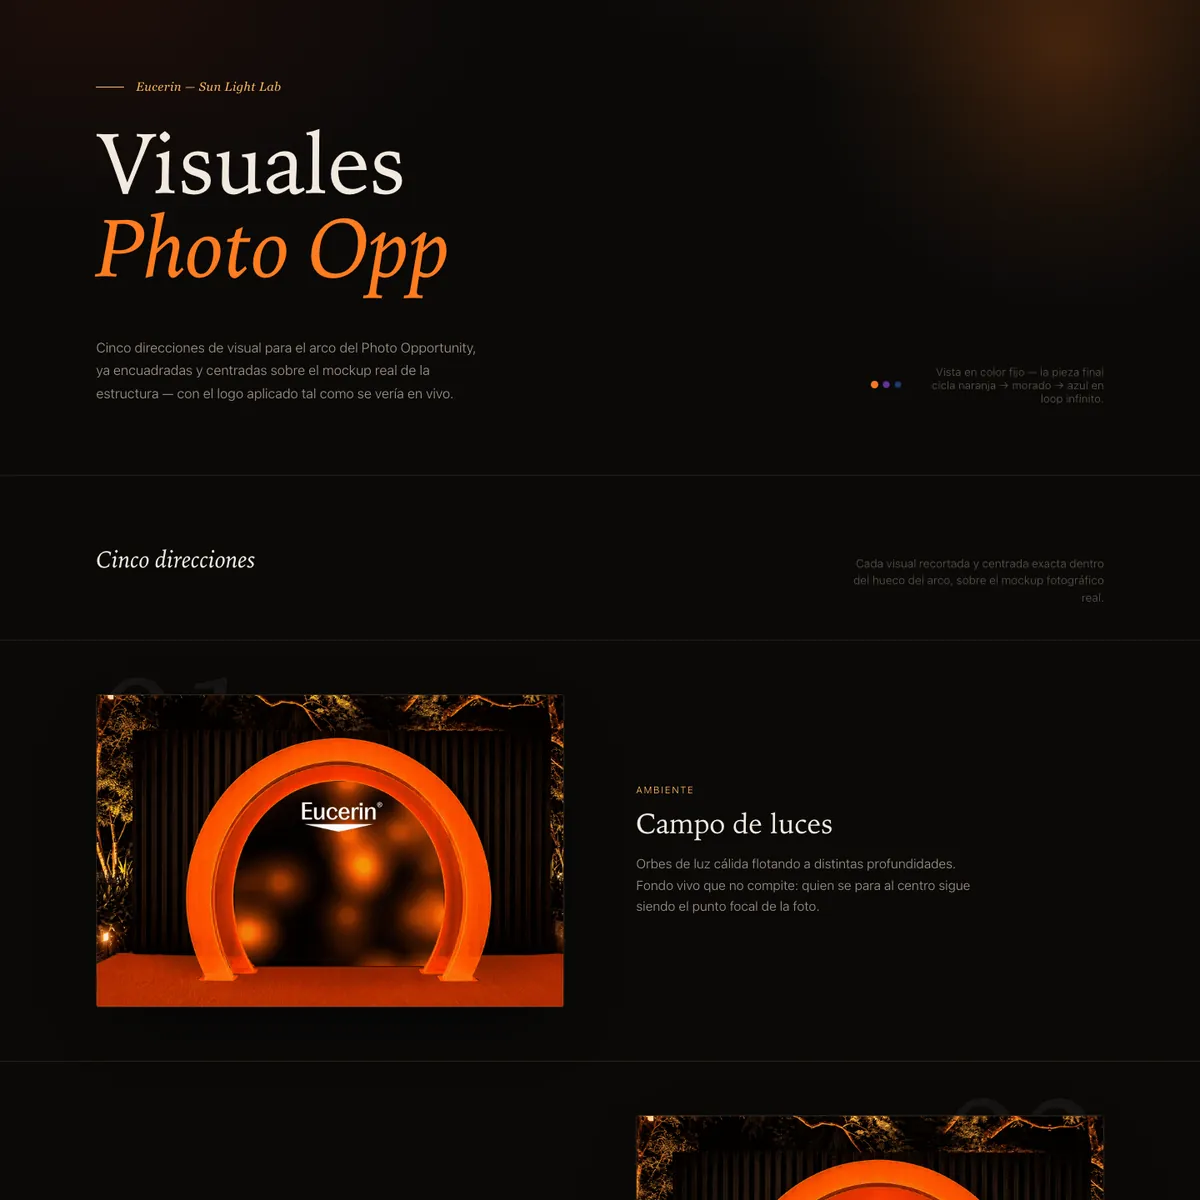 Eucerin — Sun Light Lab
Visuales
Photo Opp
Cinco direcciones de visual para el arco del Photo Opportunity,
ya encuadradas y centradas sobre el mockup real de la
estructura — con el logo aplicado tal como se vería en vivo.
Vista en color fijo — la pieza final
cicla naranja → morado → azul en
loop infinito.
Cinco direcciones
Cada visual recortada y centrada exacta dentro
del hueco del arco, sobre el mockup fotográfico
real.
01
Eucerin®
AMBIENTE
Campo de luces
Orbes de luz cálida flotando a distintas profundidades.
Fondo vivo que no compite: quien se para al centro sigue
siendo el punto focal de la foto.
02